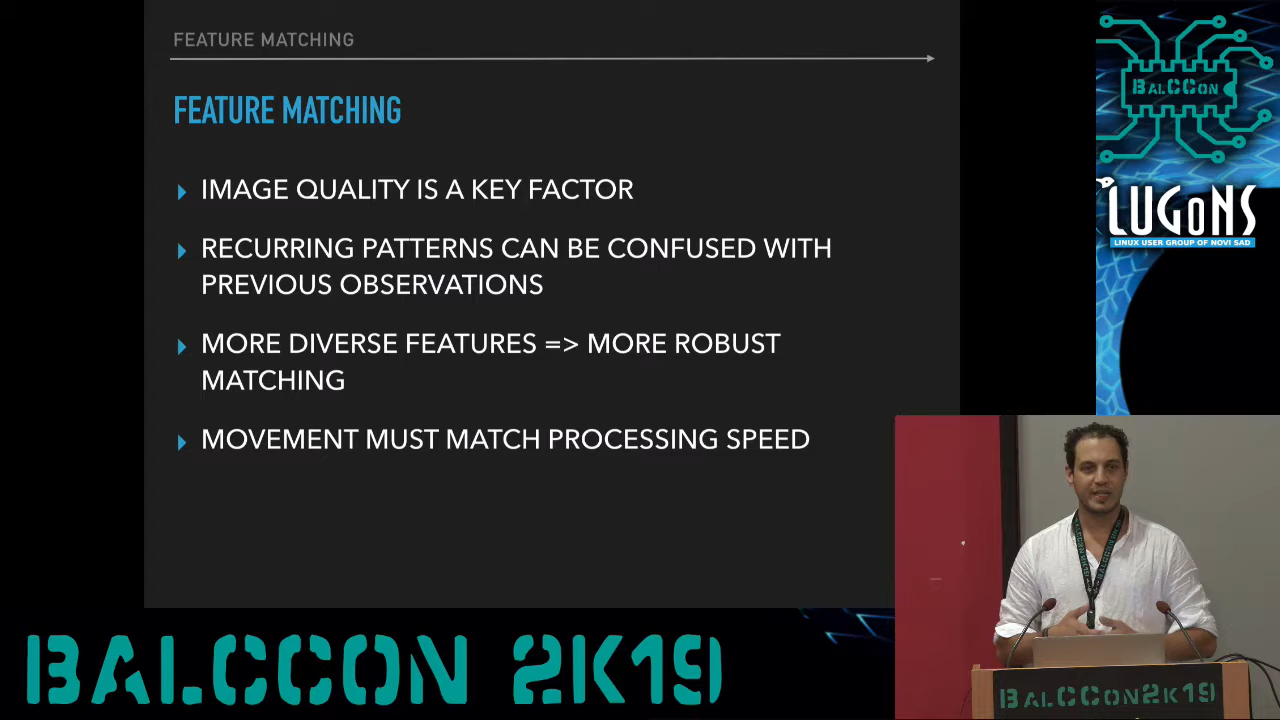 FEATURE MATCHING
FEATURE MATCHING
IMAGE QUALITY IS A KEY FACTOR
RECURRING PATTERNS CAN BE CONFUSED WITH
PREVIOUS OBSERVATIONS
MORE DIVERSE FEATURES => MORE ROBUST
MATCHING
MOVEMENT MUST MATCH PROCESSING SPEED
BALCCON
LUGONS
LINUX USER GROUP OF NOVI SAD
BALCCON2K19
BALCCON 2K19